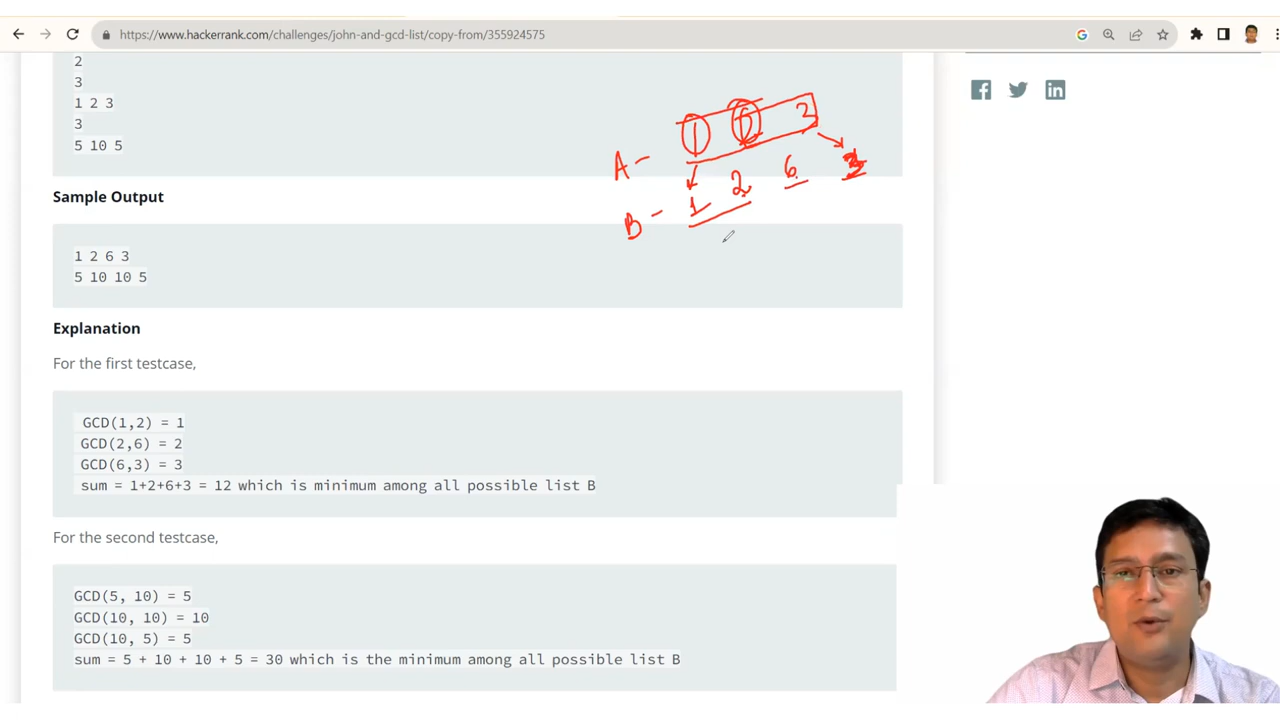 https://www.hackerrank.com/challenges/john-and-gcd-list/copy-from/355924575
2
3
1 2 3
3
5 10 5
A - 1 2
B - 1 2 6 3
Sample Output
1 2 6 3
5 10 10 5
Explanation
For the first testcase,
GCD(1,2) = 1
GCD(2,6) = 2
GCD(6,3) = 3
sum = 1+2+6+3 = 12 which is minimum among all possible list B
For the second testcase,
GCD(5, 10) = 5
GCD(10, 10) = 10
GCD(10, 5) = 5
sum = 5 + 10 + 10 + 5 = 30 which is the minimum among all possible list B